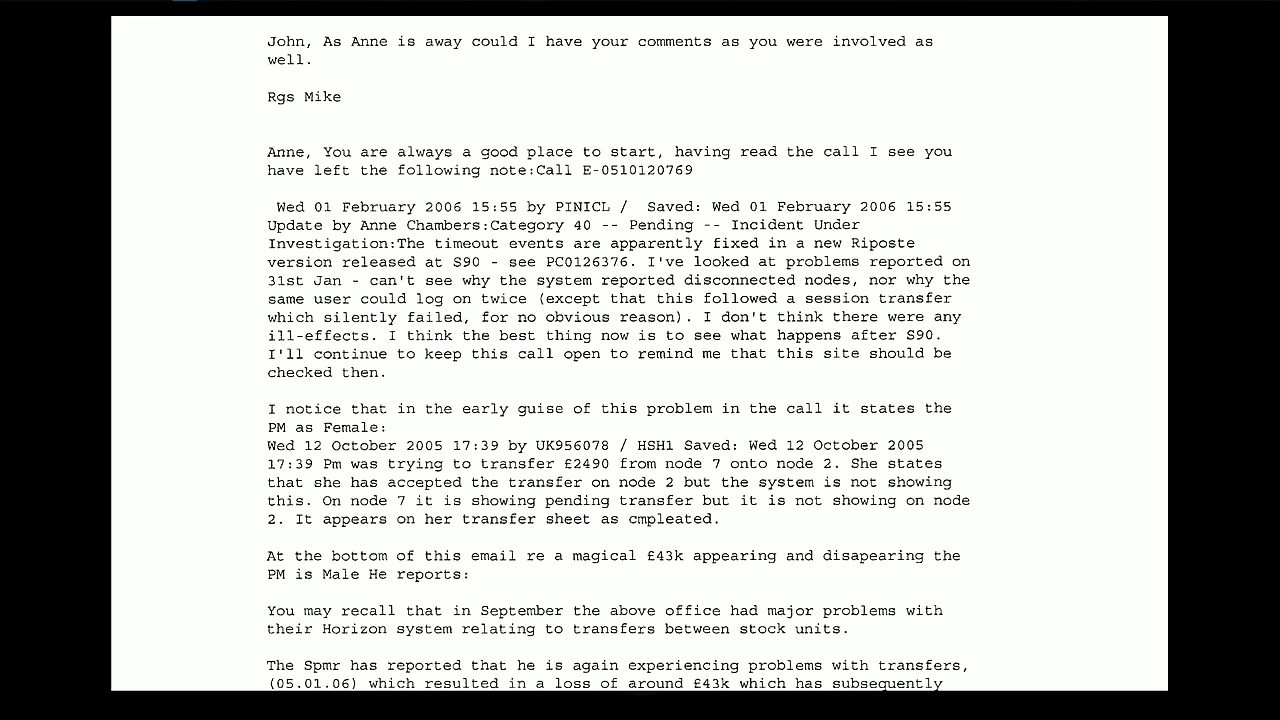 John, As Anne is away could I have your comments as you were involved as
well.
Rgs Mike
Anne, You are always a good place to start, having read the call I see you
have left the following note:Call E-0510120769
Wed 01 February 2006 15:55 by PINICL / Saved: Wed 01 February 2006 15:55
Update by Anne Chambers:Category 40 -- Pending -- Incident Under
Investigation:The timeout events are apparently fixed in a new Riposte
version released at S90 - see PC0126376. I've looked at problems reported on
31st Jan - can't see why the system reported disconnected nodes, nor why the
same user could log on twice (except that this followed a session transfer
which silently failed, for no obvious reason). I don't think there were any
ill-effects. I think the best thing now is to see what happens after S90.
I'll continue to keep this call open to remind me that this site should be
checked then.
I notice that in the early guise of this problem in the call it states the
PM as Female:
Wed 12 October 2005 17:39 by UK956078 / HSH1 Saved: Wed 12 October 2005
17:39 Pm was trying to transfer £2490 from node 7 onto node 2. She states
that she has accepted the transfer on node 2 but the system is not showing
this. On node 7 it is showing pending transfer but it is not showing on node
2. It appears on her transfer sheet as cmpleated.
At the bottom of this email re a magical £43k appearing and disapearing the
PM is Male He reports:
You may recall that in September the above office had major problems with
their Horizon system relating to transfers between stock units.
The Spmr has reported that he is again experiencing problems with transfers,
(05.01.06) which resulted in a loss of around £43k which has subsequently